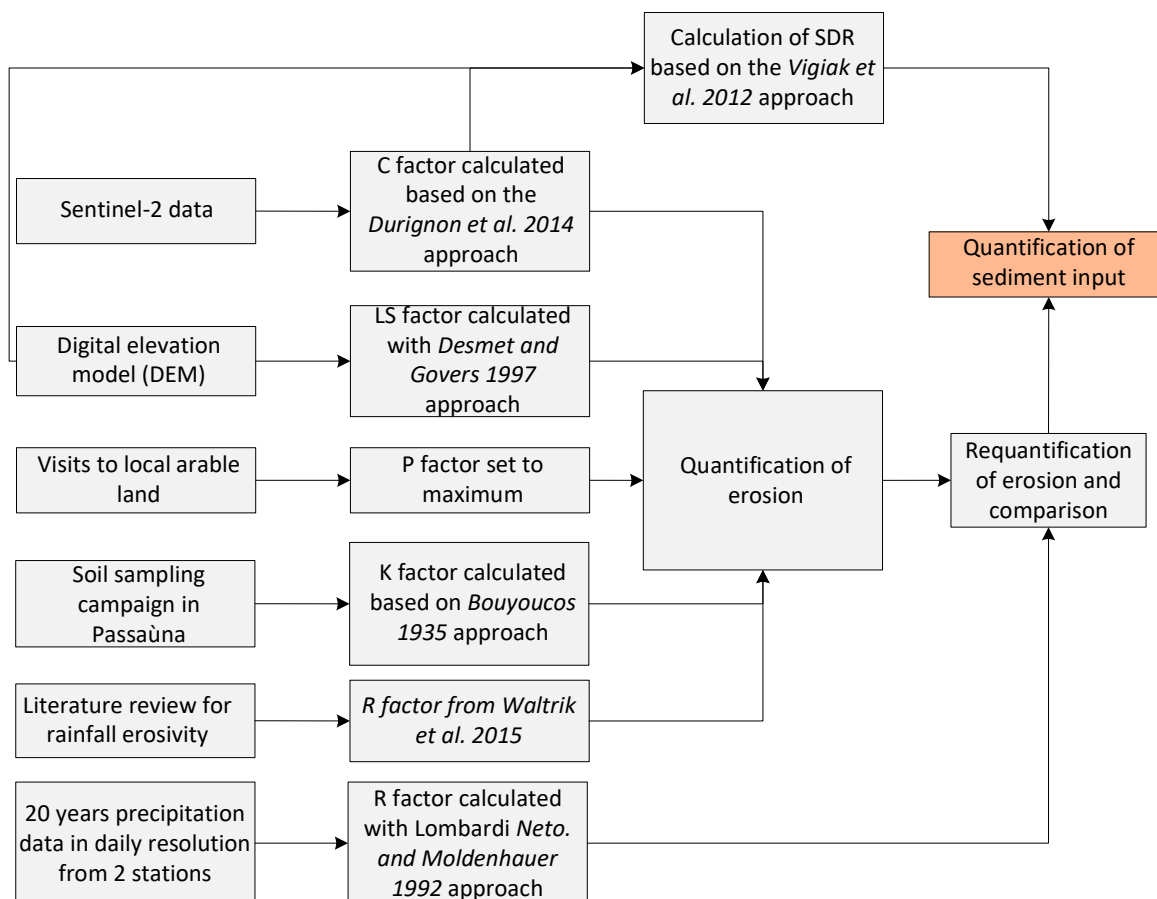 Calculation of SDR
based on the Vigiak et
al. 2012 approach
Sentinel-2 data
C factor calculated
based on the
Durignon et al. 2014
approach
Quantification of
sediment input
Digital elevation
model (DEM)
LS factor calculated
with Desmet and
Govers 1997
approach
Visits to local arable
land
P factor set to
maximum
Quantification of
erosion
Requantification
of erosion and
comparison
Soil sampling
campaign in
Passaùna
K factor calculated
based on Bouyoucos
1935 approach
Literature review for
rainfall erosivity
R factor from Waltrik
et al. 2015
20 years precipitation
data in daily resolution
from 2 stations
R factor calculated
with Lombardi Neto.
and Moldenhauer
1992 approach